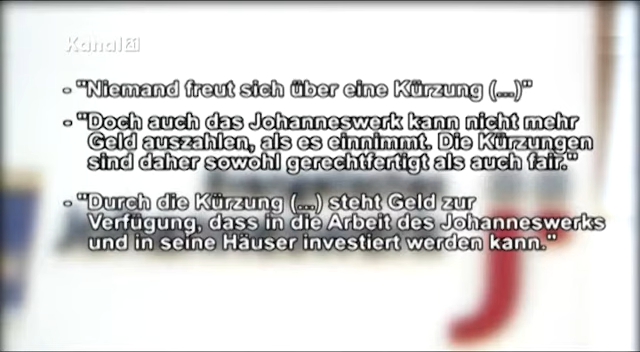 Kanal 21
- "Niemand freut sich über eine Kürzung (...)"
- "Doch auch das Johanneswerk kann nicht mehr
Geld auszahlen, als es einnimmt. Die Kürzungen
sind daher sowohl gerechtfertigt als auch fair."
- "Durch die Kürzung (...) steht Geld zur
Verfügung, dass in die Arbeit des Johanneswerks
und in seine Häuser investiert werden kann."